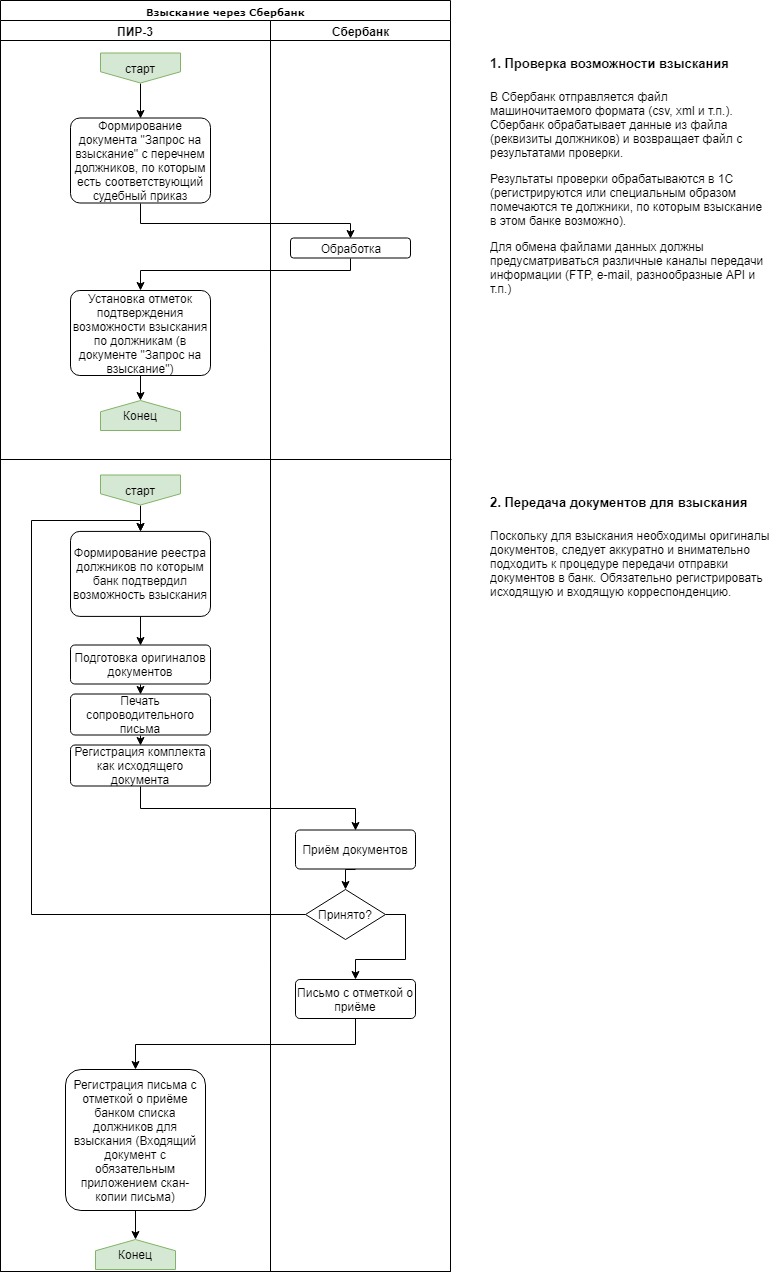 Взыскание через Сбербанк
ПИР-3
Сбербанк
старт
Формирование
документа "Запрос на
взыскание" с перечнем
должников, по которым
есть соответствующий
судебный приказ
Обработка
Установка отметок
подтверждения
возможности взыскания
по должникам (в
документе "Запрос на
взыскание")
Конец
1. Проверка возможности взыскания
В Сбербанк отправляется файл
машиночитаемого формата (csv, xml и т.п.).
Сбербанк обрабатывает данные из файла
(реквизиты должников) и возвращает файл с
результатами проверки.
Результаты проверки обрабатываются в 1С
(регистрируются или специальным образом
помечаются те должники, по которым взыскание
в этом банке возможно).
Для обмена файлами данных должны
предусматриваться различные каналы передачи
информации (FTP, e-mail, разнообразные API и
т.п.)
старт
Формирование реестра
должников по которым
банк подтвердил
возможность взыскания
Подготовка оригиналов
документов
Печать
сопроводительного
письма
Регистрация комплекта
как исходящего
документа
Приём документов
Принято?
Письмо с отметкой о
приёме
Регистрация письма с
отметкой о приёме
банком списка
должников для
взыскания (Входящий
документ с
обязательным
приложением скан-
копии письма)
Конец
2. Передача документов для взыскания
Поскольку для взыскания необходимы оригиналы
документов, следует аккуратно и внимательно
подходить к процедуре передачи отправки
документов в банк. Обязательно регистрировать
исходящую и входящую корреспонденцию.